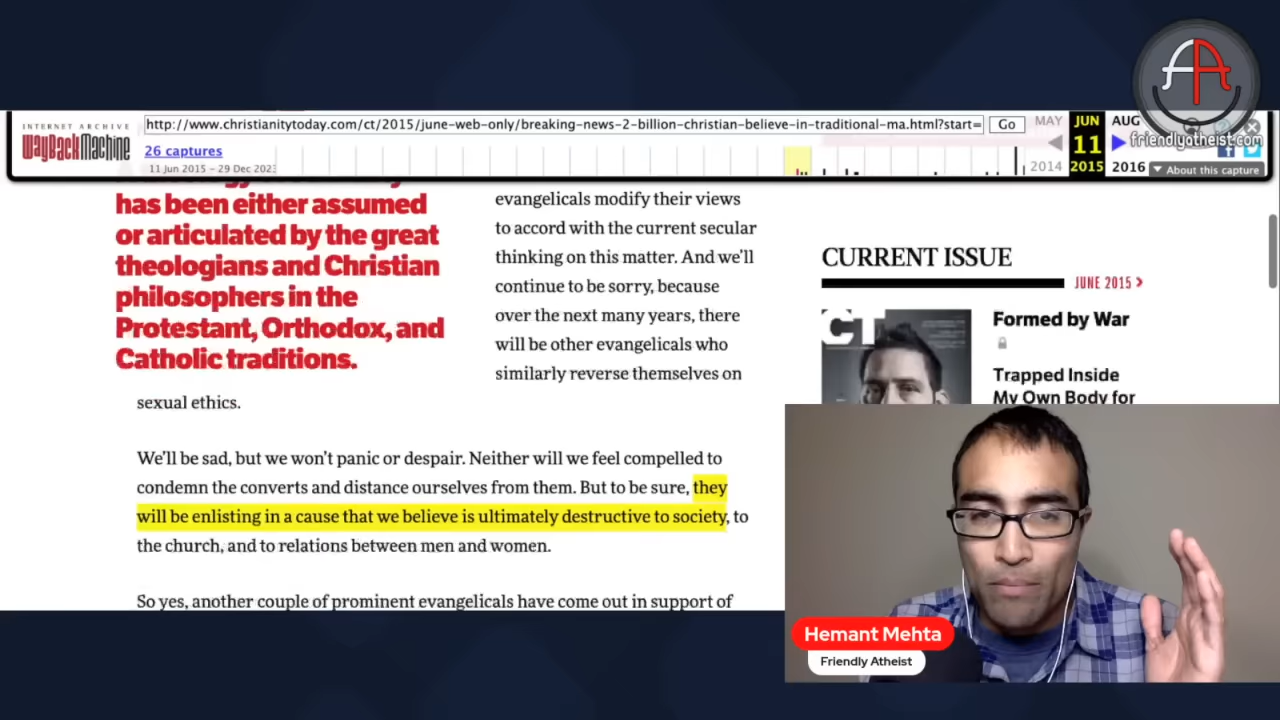 INTERNET ARCHIVE
WayBackMachine
http://www.christianitytoday.com/ct/2015/june-web-only/breaking-news-2-billion-christian-believe-in-traditional-ma.html?start=
Go
26 captures
11 Jun 2015 – 29 Dec 2023
MAY
JUN
AUG
11
2014
2015
2016
About this capture
friendlyatheist.com
has been either assumed
or articulated by the great
theologians and Christian
philosophers in the
Protestant, Orthodox, and
Catholic traditions.
evangelicals modify their views
to accord with the current secular
thinking on this matter. And we'll
continue to be sorry, because
over the next many years, there
will be other evangelicals who
similarly reverse themselves on
sexual ethics.
We'll be sad, but we won't panic or despair. Neither will we feel compelled to
condemn the converts and distance ourselves from them. But to be sure, they
will be enlisting in a cause that we believe is ultimately destructive to society, to
the church, and to relations between men and women.
So yes, another couple of prominent evangelicals have come out in support of
CURRENT ISSUE
JUNE 2015
CT
Formed by War
Trapped Inside
My Own Body for
Hemant Mehta
Friendly Atheist